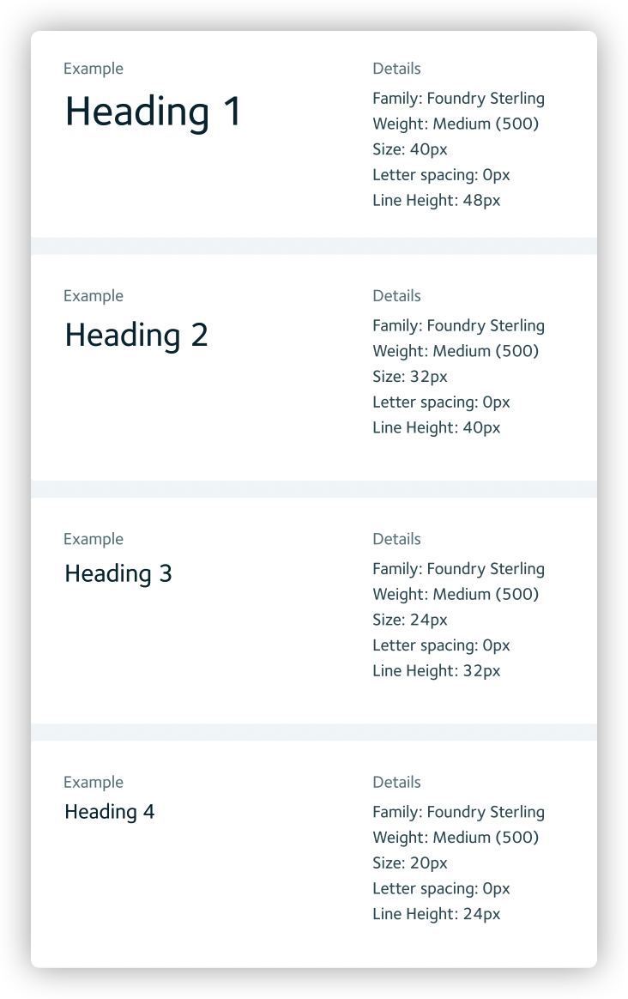 Example
Heading 1
Details
Family: Foundry Sterling
Weight: Medium (500)
Size: 40px
Letter spacing: 0px
Line Height: 48px
Example
Heading 2
Details
Family: Foundry Sterling
Weight: Medium (500)
Size: 32px
Letter spacing: 0px
Line Height: 40px
Example
Heading 3
Details
Family: Foundry Sterling
Weight: Medium (500)
Size: 24px
Letter spacing: 0px
Line Height: 32px
Example
Heading 4
Details
Family: Foundry Sterling
Weight: Medium (500)
Size: 20px
Letter spacing: 0px
Line Height: 24px